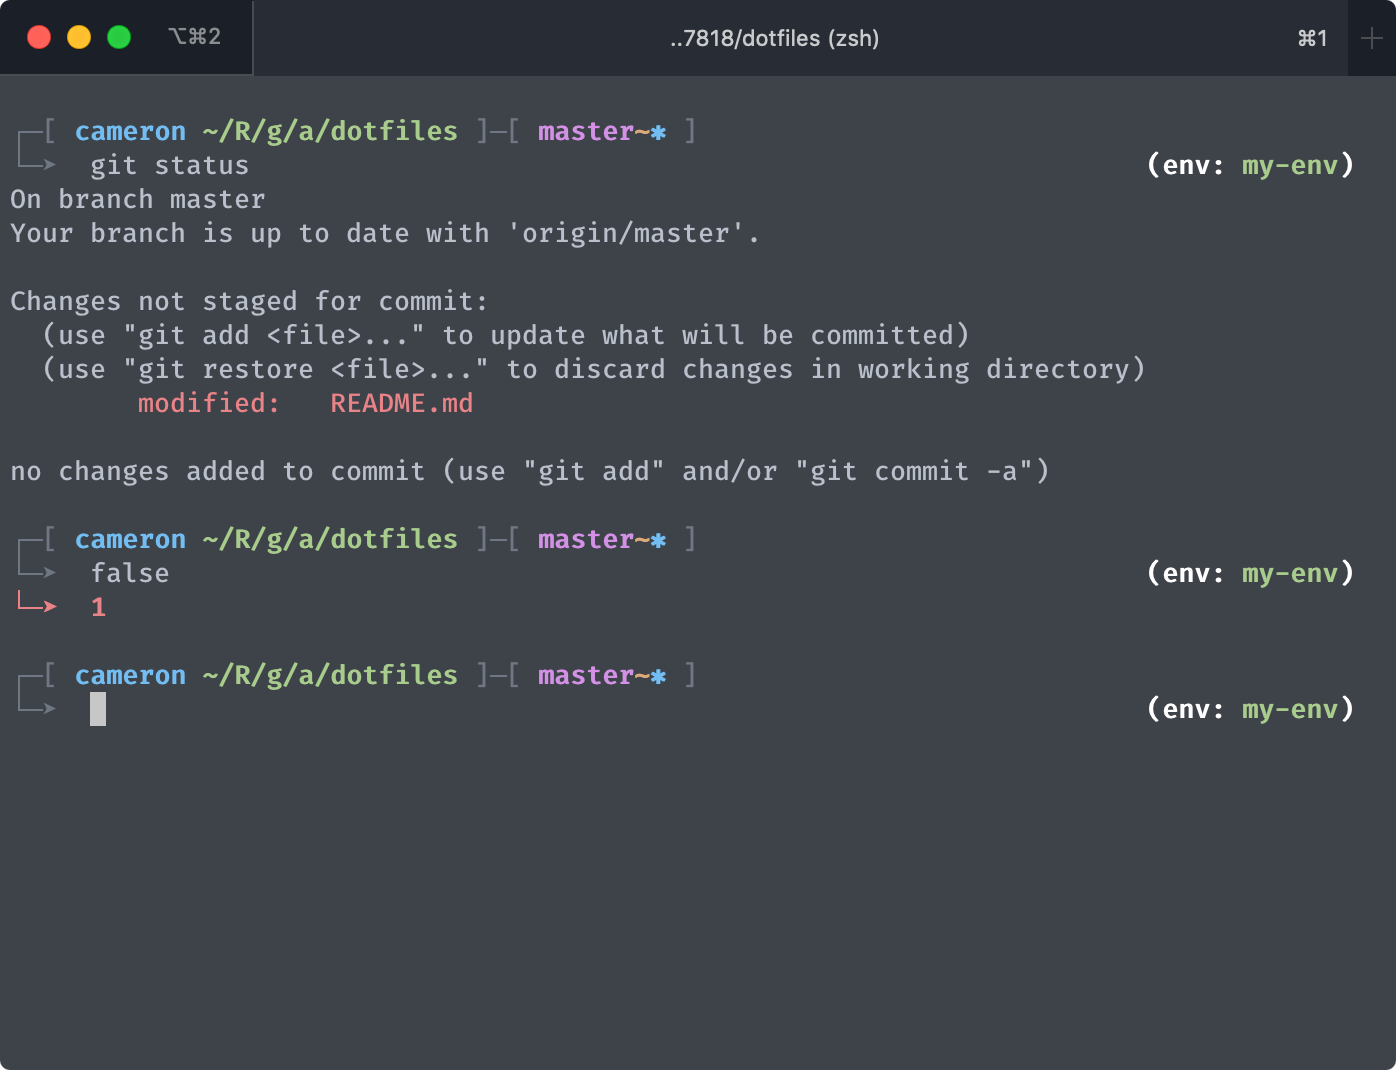 ⌥⌘2 ..7818/dotfiles (zsh) ⌘1 +
┌─[ cameron ~/R/g/a/dotfiles ]─[ master~✱ ]
└─➤ git status (env: my-env)
On branch master
Your branch is up to date with 'origin/master'.
Changes not staged for commit:
(use "git add <file>..." to update what will be committed)
(use "git restore <file>..." to discard changes in working directory)
modified: README.md
no changes added to commit (use "git add" and/or "git commit -a")
┌─[ cameron ~/R/g/a/dotfiles ]─[ master~✱ ]
└─➤ false (env: my-env)
└─➤ 1
┌─[ cameron ~/R/g/a/dotfiles ]─[ master~✱ ]
└─➤ (env: my-env)